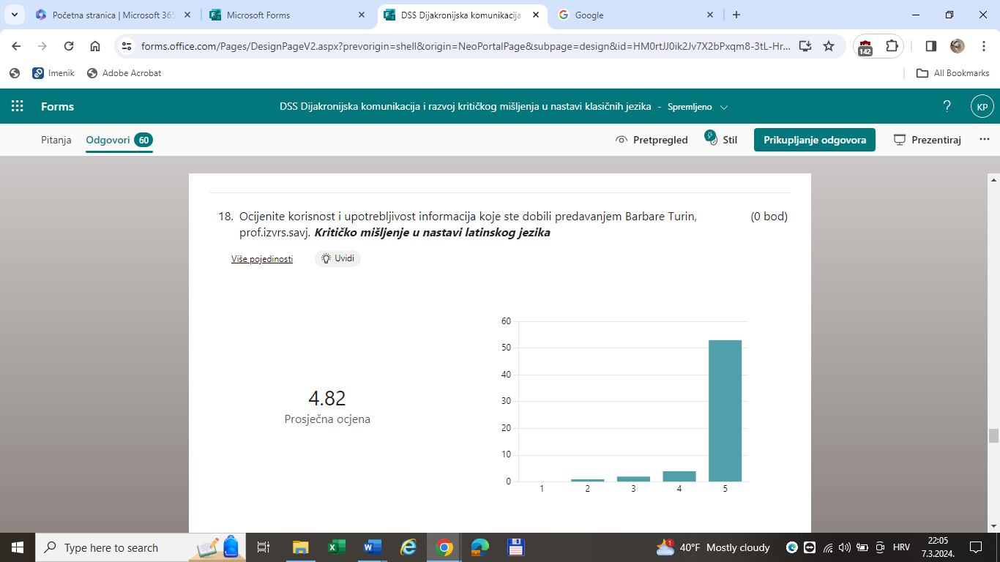 Početna stranica | Microsoft 365
Microsoft Forms
DSS Dijakronijska komunikacija
Google
forms.office.com/Pages/DesignPageV2.aspx?prevorigin=shell&origin=NeoPortalPage&subpage=design&id=HM0rtJJ0ik2Jv7X2bPxqm8-3tL-Hr...
142
Imenik
Adobe Acrobat
All Bookmarks
Forms
DSS Dijakronijska komunikacija i razvoj kritičkog mišljenja u nastavi klasičnih jezika - Spremljeno
?
KP
Pitanja
Odgovori 60
Pretpregled
Stil
Prikupljanje odgovora
Prezentiraj
18. Ocijenite korisnost i upotrebljivost informacija koje ste dobili predavanjem Barbare Turin, (0 bod)
prof.izvrs.savj. Kritičko mišljenje u nastavi latinskog jezika
Više pojedinosti
Uvidi
4.82
Prosječna ocjena
60
50
40
30
20
10
0
1 2 3 4 5
Type here to search
1
40°F Mostly cloudy
HRV
22:05
7.3.2024.